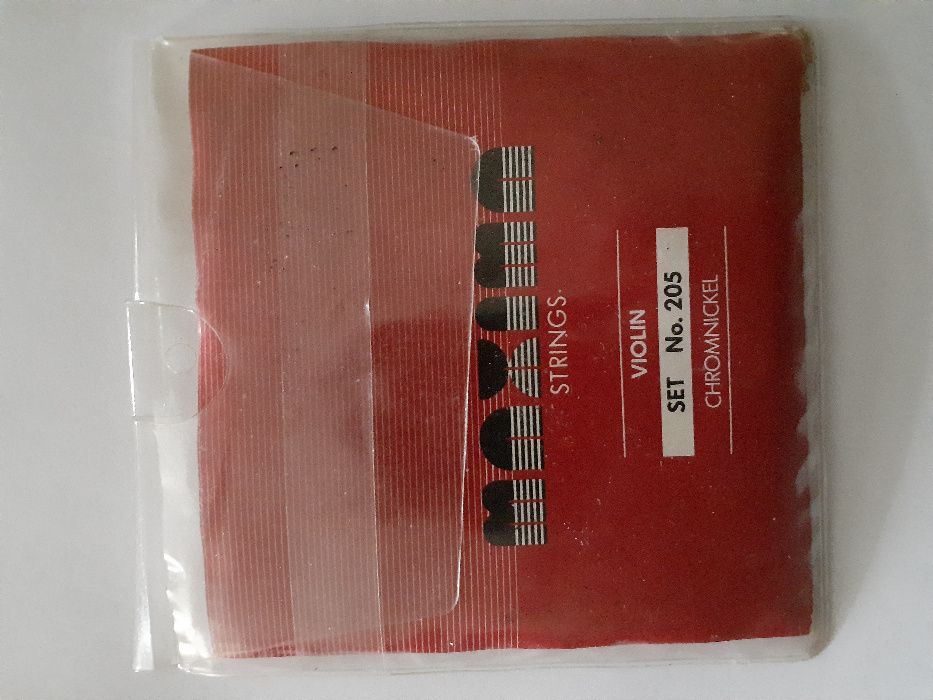 maxima
STRINGS
VIOLIN
SET No. 205
CHROMNICKEL